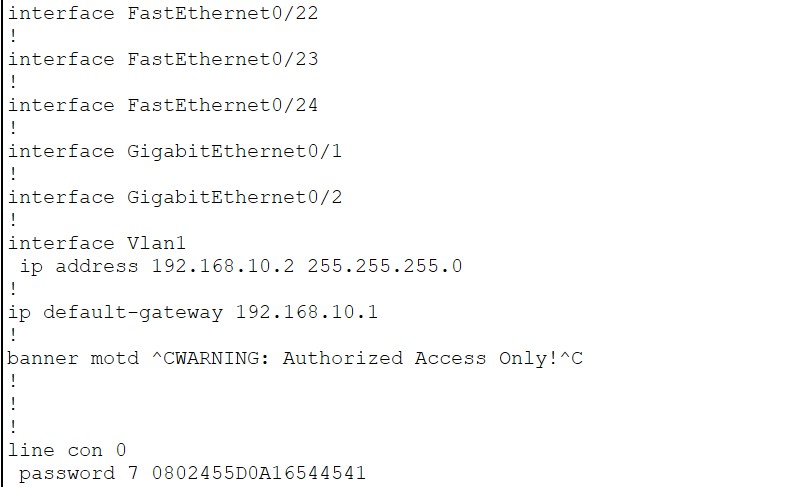 interface FastEthernet0/22
!
interface FastEthernet0/23
!
interface FastEthernet0/24
!
interface GigabitEthernet0/1
!
interface GigabitEthernet0/2
!
interface Vlan1
 ip address 192.168.10.2 255.255.255.0
!
ip default-gateway 192.168.10.1
!
banner motd ^CWARNING: Authorized Access Only!^C
!
!
!
line con 0
 password 7 0802455D0A16544541